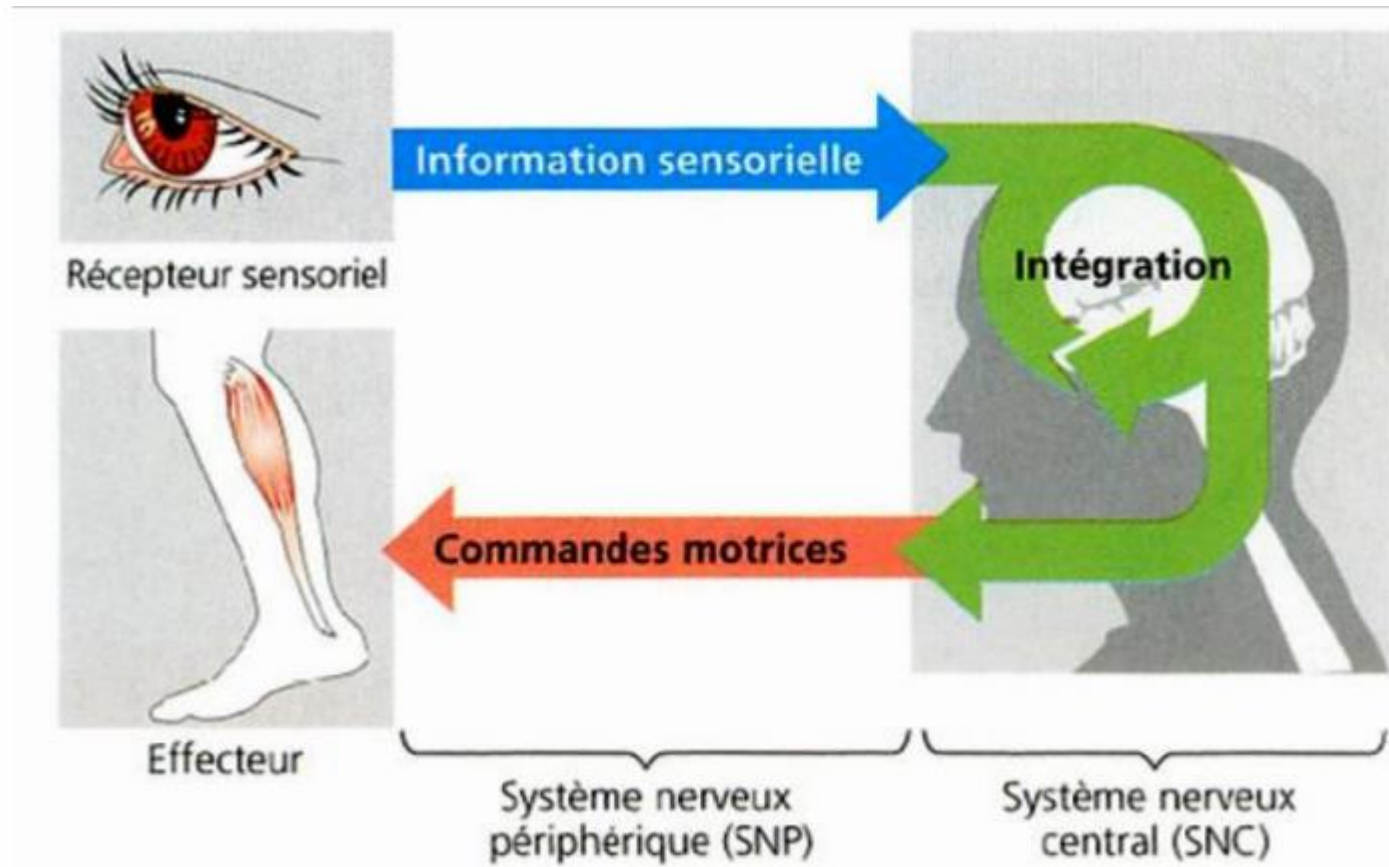 Information sensorielle
Récepteur sensoriel
Intégration
Commandes motrices
Effecteur
Système nerveux
périphérique (SNP)
Système nerveux
central (SNC)